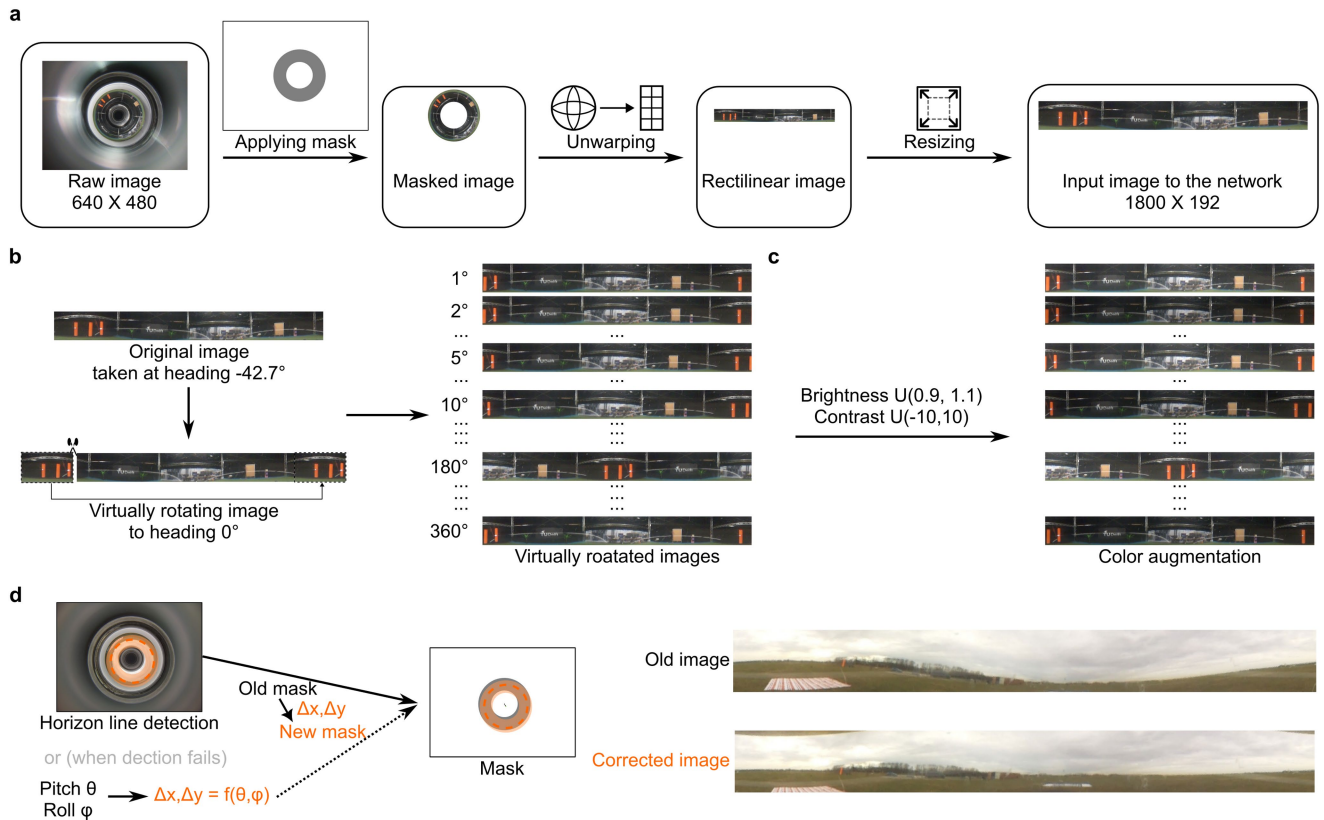 a
Raw image
640 X 480
Applying mask
Masked image
Unwarping
Rectilinear image
Resizing
Input image to the network
1800 X 192
b
Original image
taken at heading -42.7°
Virtually rotating image
to heading 0°
1°
2°
...
...
5°
...
10°
...
...
...
...
180°
...
...
...
...
360°
Virtually roatated images
c
Brightness U(0.9, 1.1)
Contrast U(-10,10)
...
...
...
...
...
Color augmentation
d
Horizon line detection
or (when dection fails)
Pitch θ
Roll φ
Δx,Δy = f(θ,φ)
Old mask
Δx,Δy
New mask
Mask
Old image
Corrected image